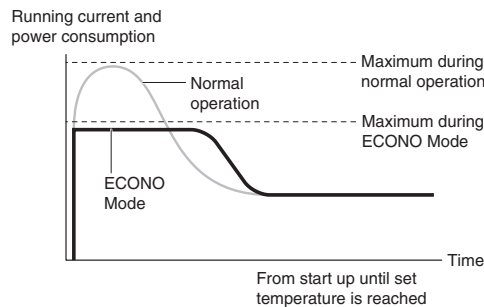 Running current and
power consumption
Maximum during
normal operation
Normal
operation
Maximum during
ECONO Mode
ECONO
Mode
Time
From start up until set
temperature is reached